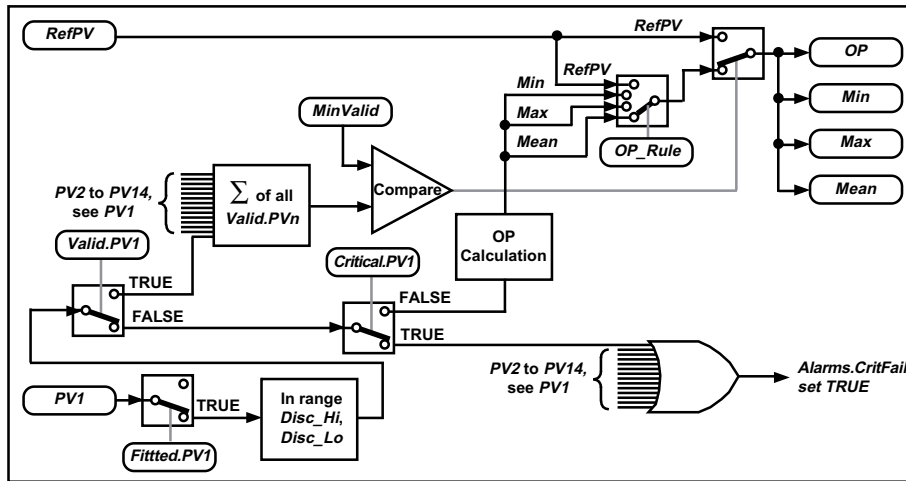 RefPV
RefPV
OP
RefPV
Min
Min
Max
MinValid
Mean
OP_Rule
Max
Mean
PV2 to PV14,
see PV1
Σ of all
Valid.PVn
Compare
Valid.PV1
TRUE
FALSE
Critical.PV1
OP
Calculation
FALSE
TRUE
PV2 to PV14,
see PV1
Alarms.CritFail
set TRUE
PV1
TRUE
In range
Disc_Hi,
Disc_Lo
Fittted.PV1